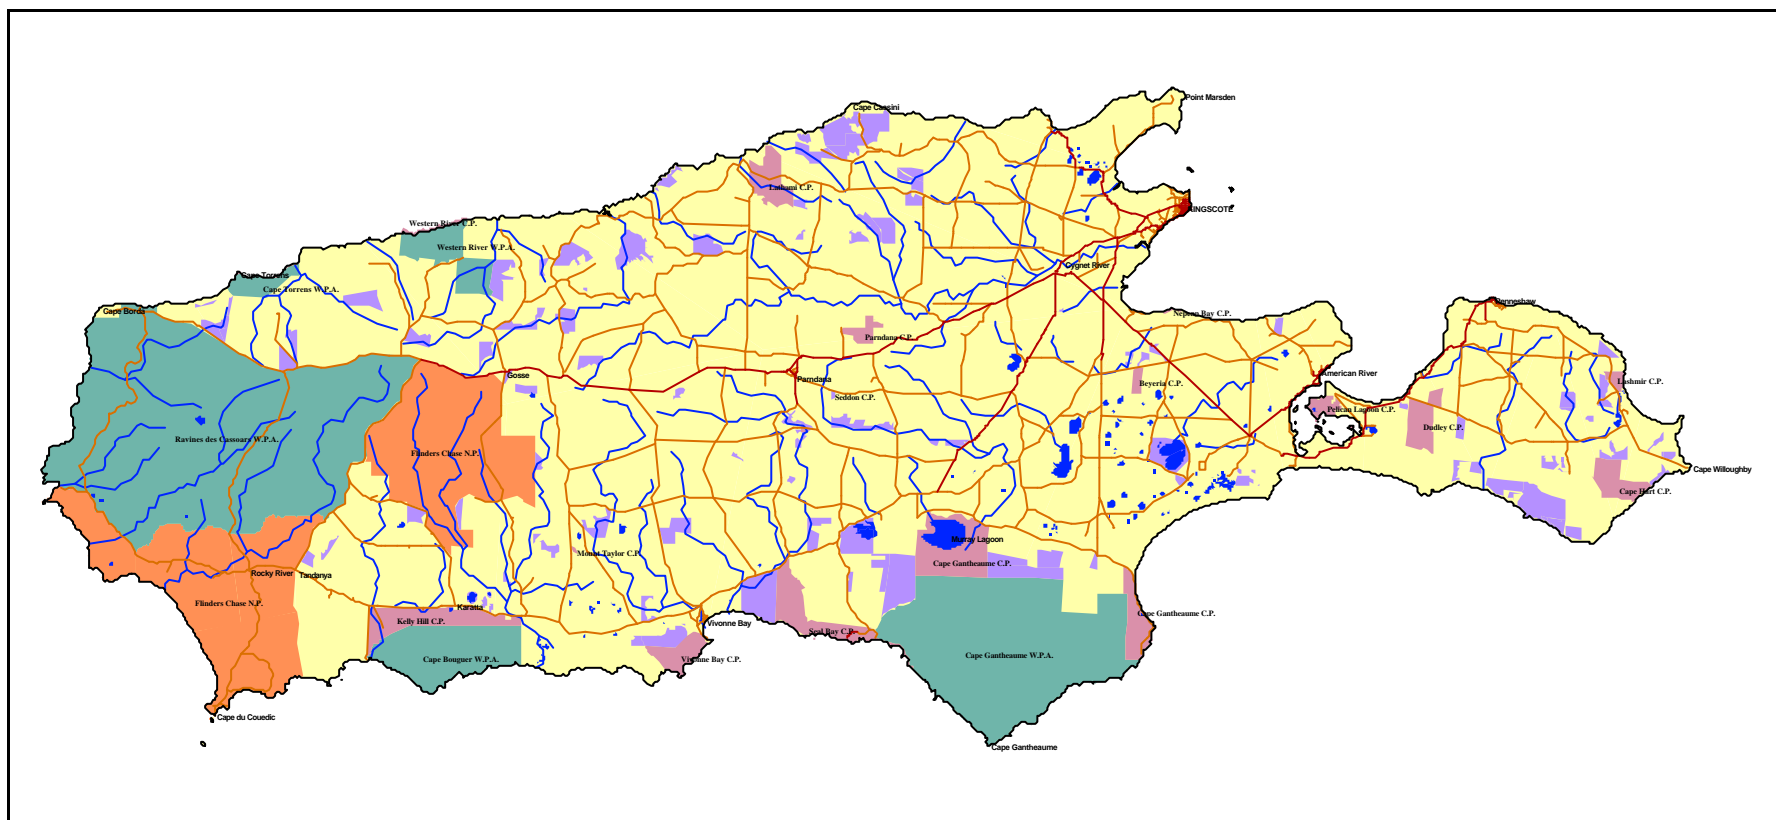 Point Marsden
Cape Cassini
Lathami C.P.
KINGSCOTE
Western River C.P.
Western River W.P.A.
Cygnet River
Cape Torrens
Cape Torrens W.P.A.
Penneshaw
Cape Borda
Nepean Bay C.P.
Parndana C.P.
Gosse
Parndana
American River
Beyeria C.P.
Lashmir C.P.
Seddon C.P.
Pelican Lagoon C.P.
Dudley C.P.
Ravines des Cassoars W.P.A.
Flinders Chase N.P.
Cape Willoughby
Cape Hart C.P.
Murray Lagoon
Mount Taylor C.P.
Cape Gantheaume C.P.
Rocky River
Tandanya
Flinders Chase N.P.
Karatta
Cape Gantheaume C.P.
Kelly Hill C.P.
Vivonne Bay
Seal Bay C.P.
Cape Bouguer W.P.A.
Vivonne Bay C.P.
Cape Gantheaume W.P.A.
Cape du Couedic
Cape Gantheaume